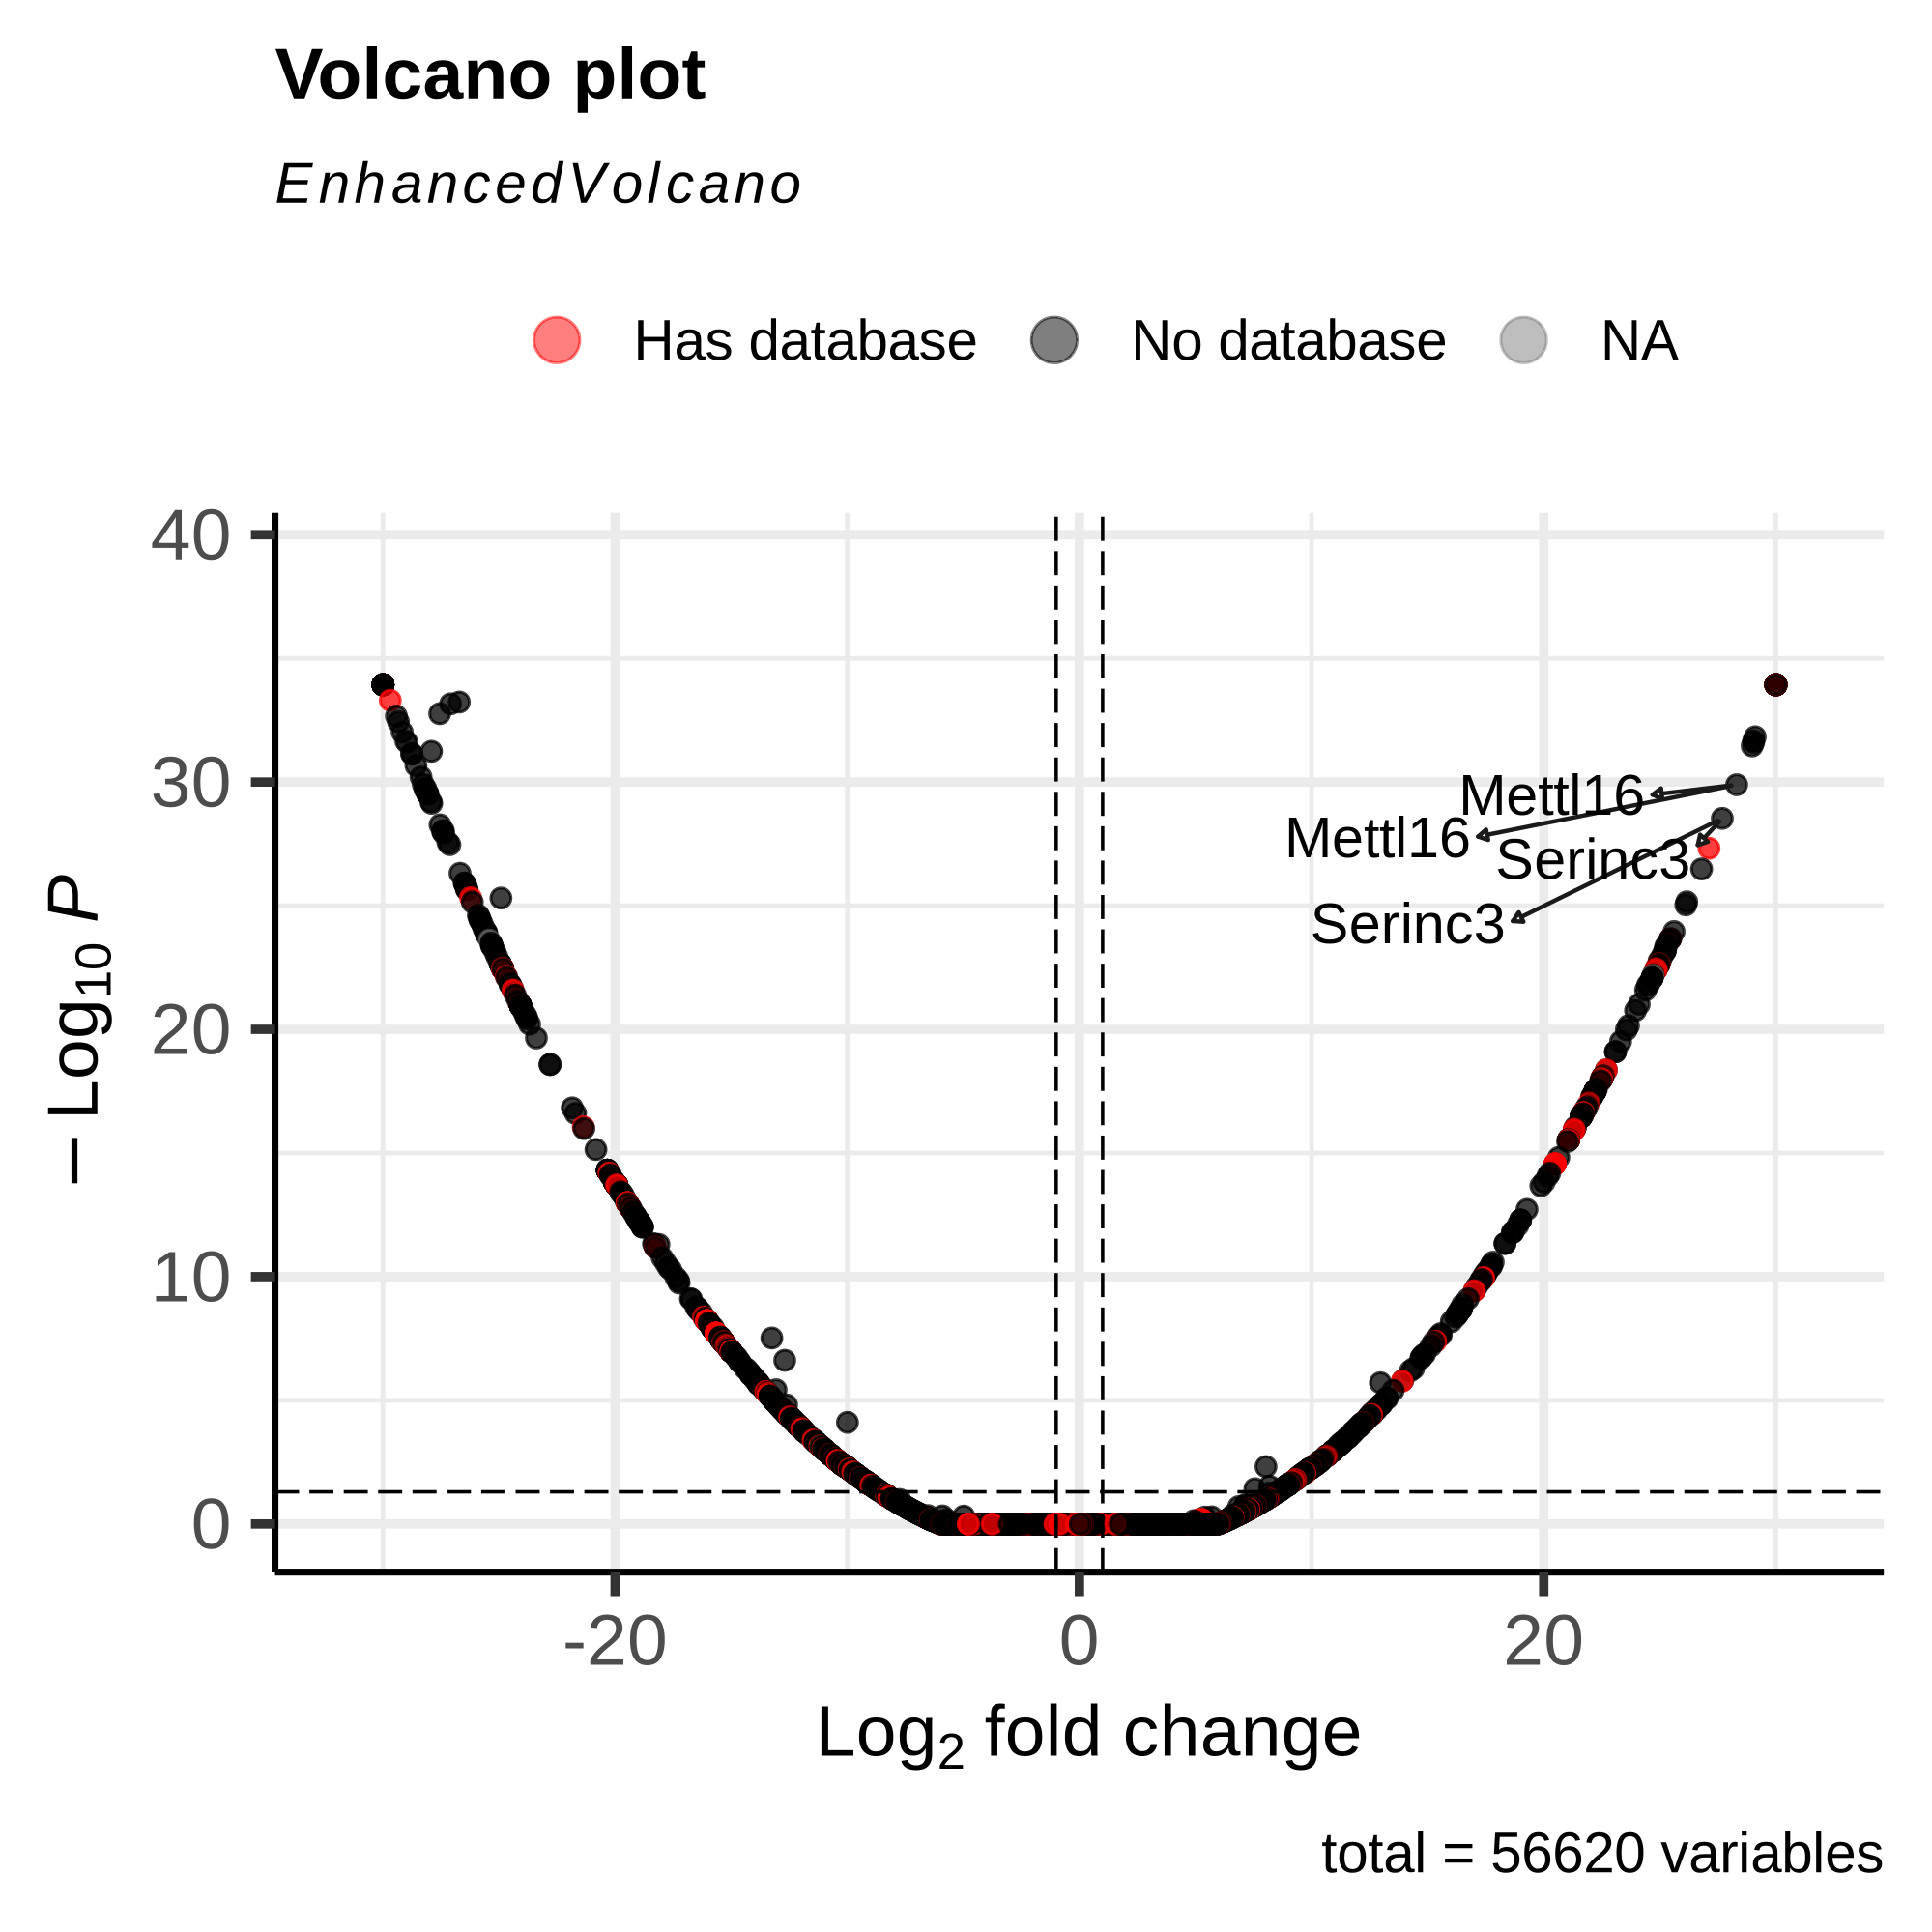 Volcano plot
EnhancedVolcano
Has database No database NA
40
30
20
10
0
− Log10 P
Mettl16
Mettl16
Serinc3
Serinc3
-20 0 20
Log2 fold change
total = 56620 variables